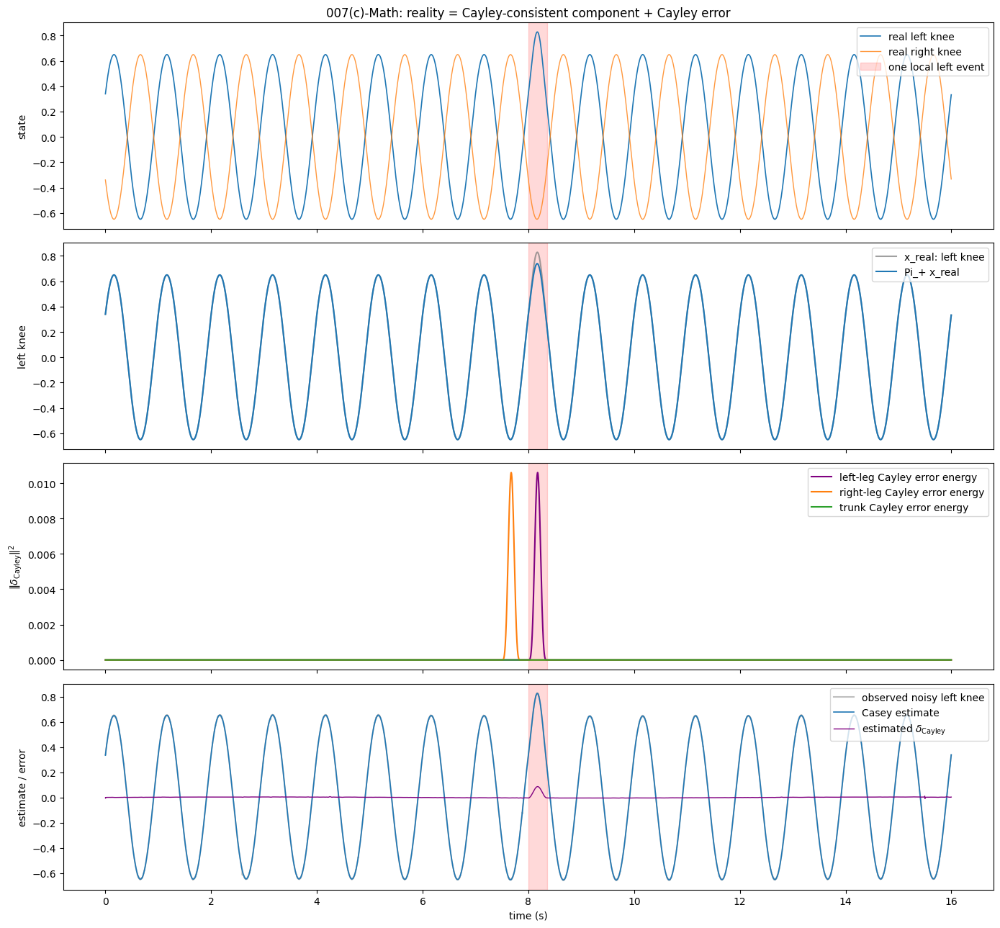 007(c)-Math: reality = Cayley-consistent component + Cayley error
0.8
0.6
0.4
0.2
0.0
−0.2
−0.4
−0.6
state
real left knee
real right knee
one local left event
0.8
0.6
0.4
0.2
0.0
−0.2
−0.4
−0.6
left knee
x_real: left knee
Pi_+ x_real
0.010
0.008
0.006
0.004
0.002
0.000
‖δ_Cayley‖²
left-leg Cayley error energy
right-leg Cayley error energy
trunk Cayley error energy
0.8
0.6
0.4
0.2
0.0
−0.2
−0.4
−0.6
estimate / error
observed noisy left knee
Casey estimate
estimated δ_Cayley
0 2 4 6 8 10 12 14 16
time (s)